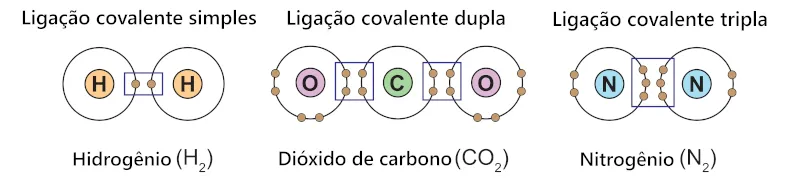 Ligação covalente simples
Ligação covalente dupla
Ligação covalente tripla
H H
O C O
N N
Hidrogênio (H₂)
Dióxido de carbono (CO₂)
Nitrogênio (N₂)